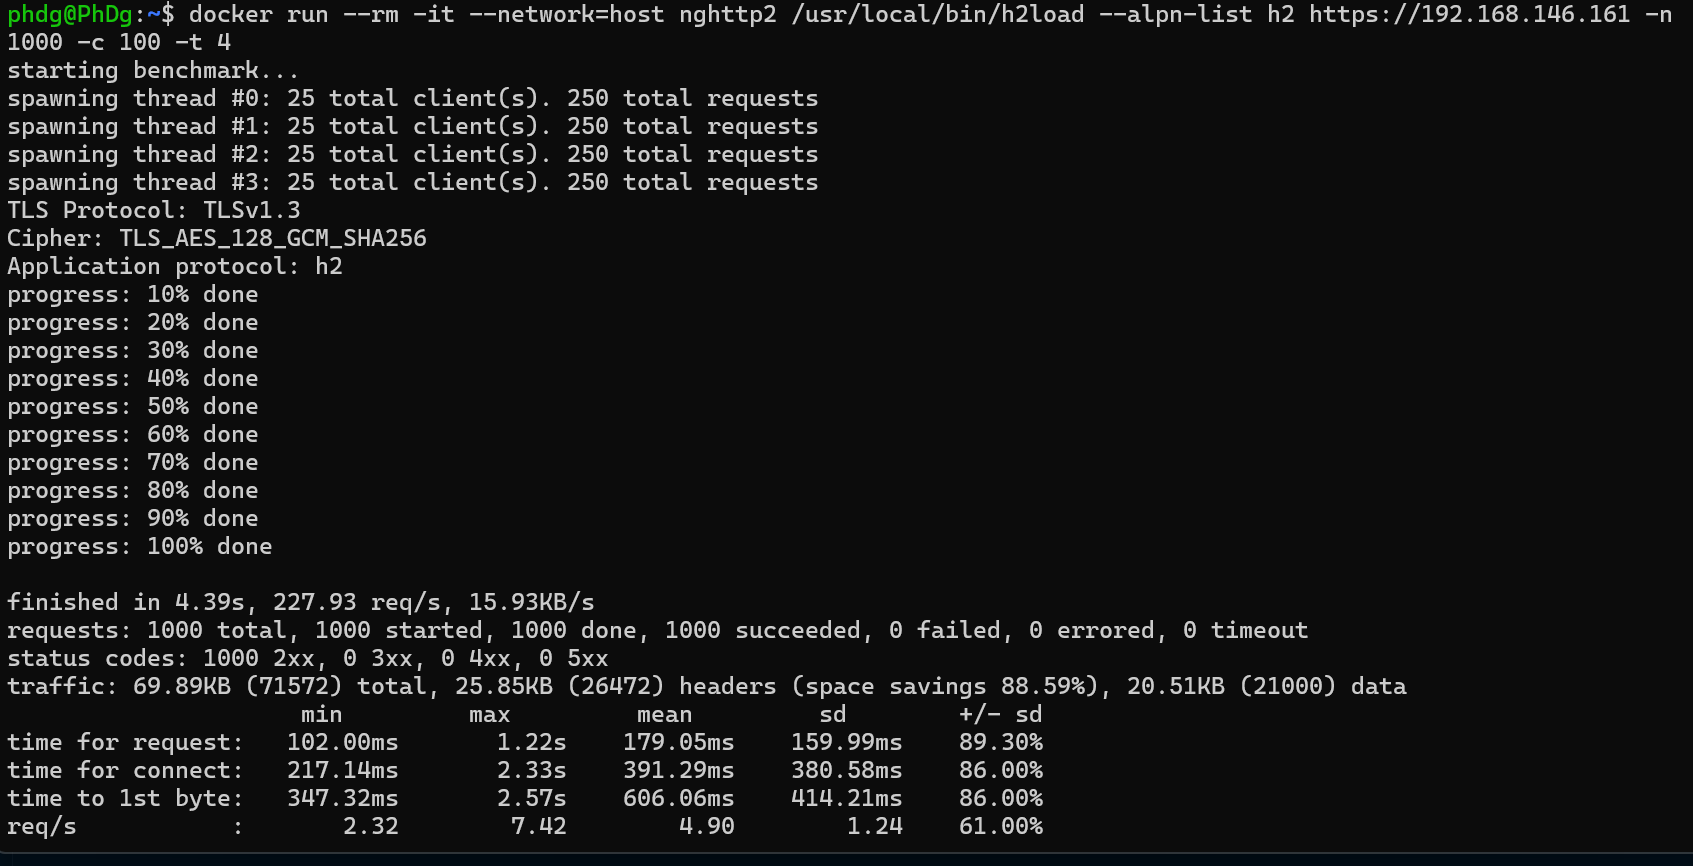 phdg@PhDg:~$ docker run --rm -it --network=host nghttp2 /usr/local/bin/h2load --alpn-list h2 https://192.168.146.161 -n
1000 -c 100 -t 4
starting benchmark...
spawning thread #0: 25 total client(s). 250 total requests
spawning thread #1: 25 total client(s). 250 total requests
spawning thread #2: 25 total client(s). 250 total requests
spawning thread #3: 25 total client(s). 250 total requests
TLS Protocol: TLSv1.3
Cipher: TLS_AES_128_GCM_SHA256
Application protocol: h2
progress: 10% done
progress: 20% done
progress: 30% done
progress: 40% done
progress: 50% done
progress: 60% done
progress: 70% done
progress: 80% done
progress: 90% done
progress: 100% done

finished in 4.39s, 227.93 req/s, 15.93KB/s
requests: 1000 total, 1000 started, 1000 done, 1000 succeeded, 0 failed, 0 errored, 0 timeout
status codes: 1000 2xx, 0 3xx, 0 4xx, 0 5xx
traffic: 69.89KB (71572) total, 25.85KB (26472) headers (space savings 88.59%), 20.51KB (21000) data
                     min         max         mean         sd        +/- sd
time for request:   102.00ms       1.22s    179.05ms    159.99ms    89.30%
time for connect:   217.14ms       2.33s    391.29ms    380.58ms    86.00%
time to 1st byte:   347.32ms       2.57s    606.06ms    414.21ms    86.00%
req/s           :       2.32        7.42        4.90        1.24    61.00%